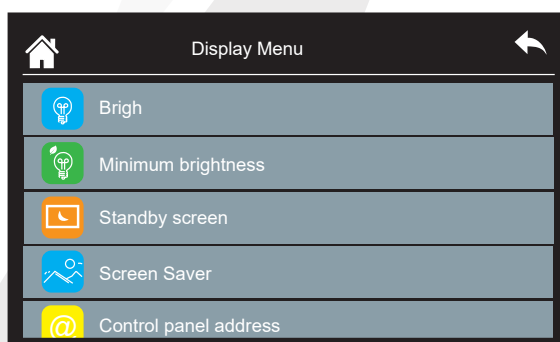 Display Menu
Brigh
Minimum brightness
Standby screen
Screen Saver
@ Control panel address